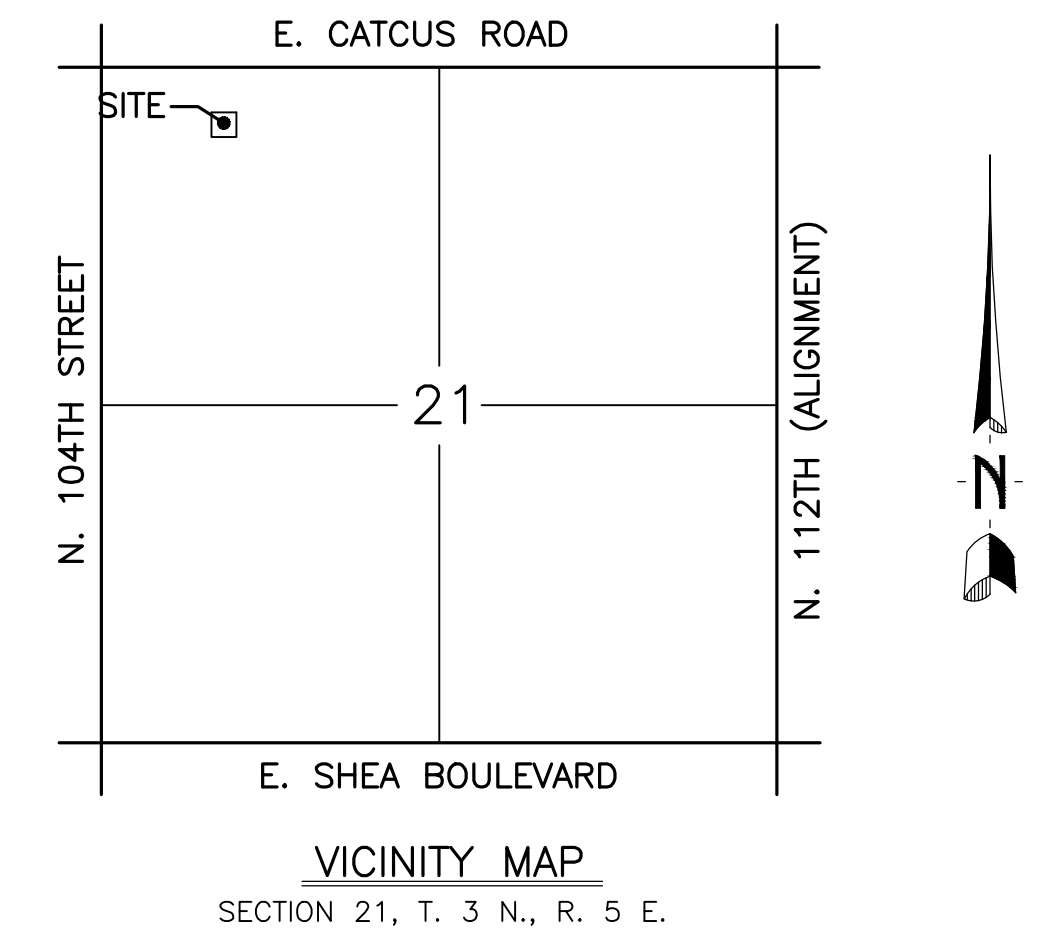 E. CATCUS ROAD
SITE
N. 104TH STREET
21
N. 112TH (ALIGNMENT)
N
E. SHEA BOULEVARD
VICINITY MAP
SECTION 21, T. 3 N., R. 5 E.